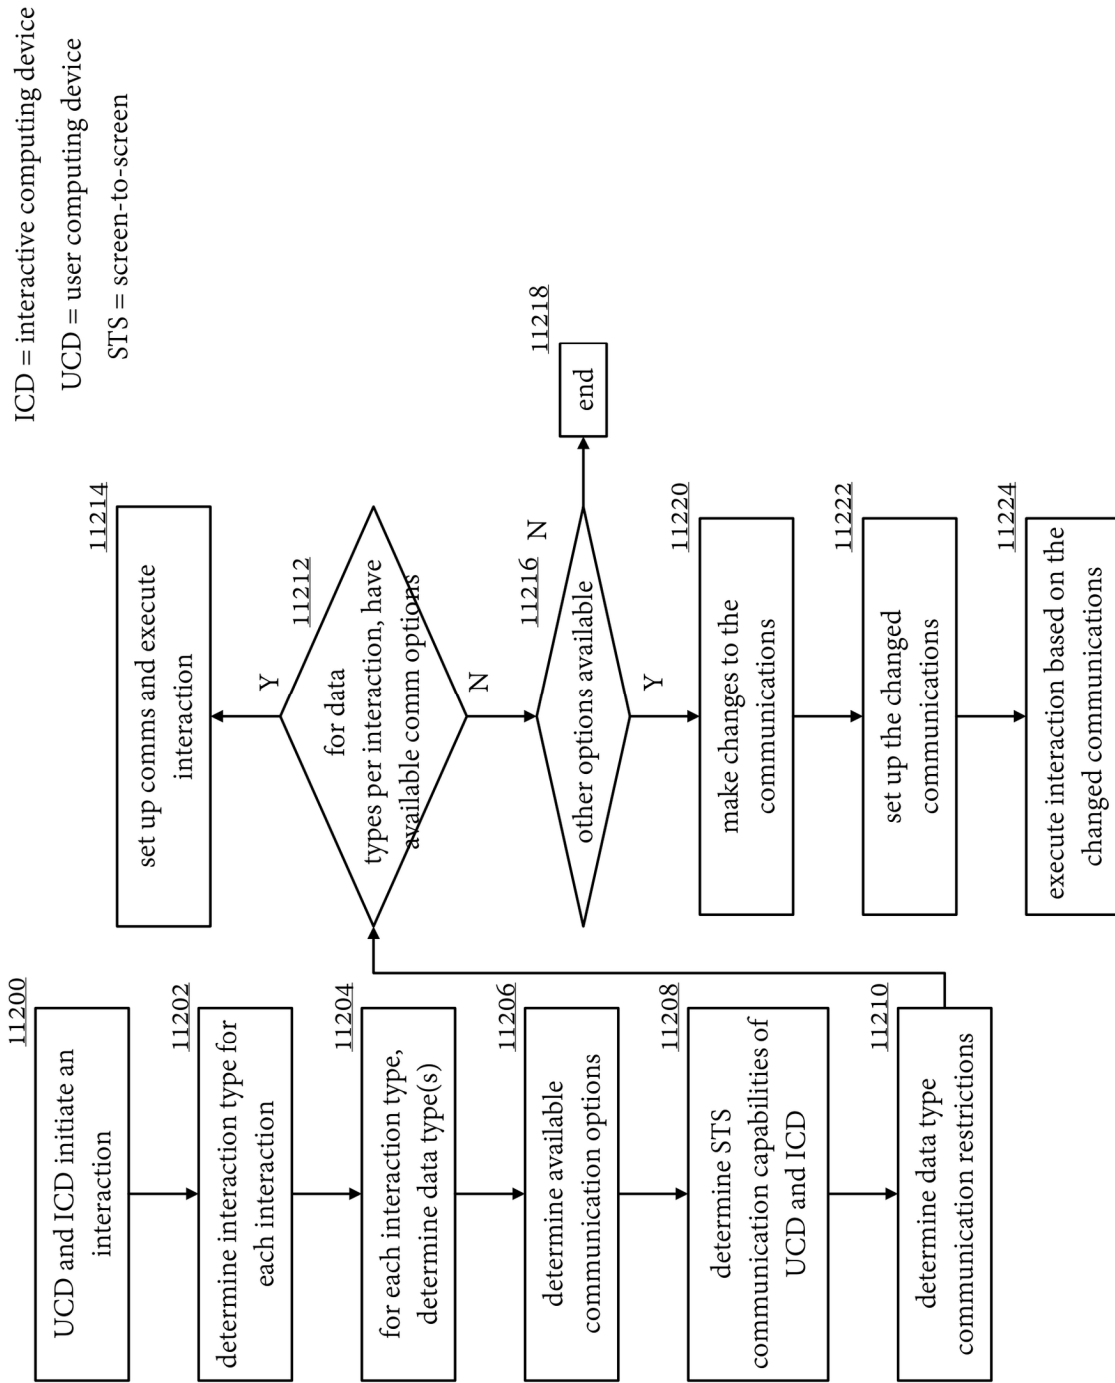 ICD = interactive computing device
UCD = user computing device
STS = screen-to-screen
11200
UCD and ICD initiate an
interaction
11202
determine interaction type for
each interaction
11204
for each interaction type,
determine data type(s)
11206
determine available
communication options
11208
determine STS
communication capabilities of
UCD and ICD
11210
determine data type
communication restrictions
11212
for data
types per interaction, have
available comm options
Y
N
11214
set up comms and execute
interaction
11216
other options available
N
Y
11218
end
11220
make changes to the
communications
11222
set up the changed
communications
11224
execute interaction based on the
changed communications